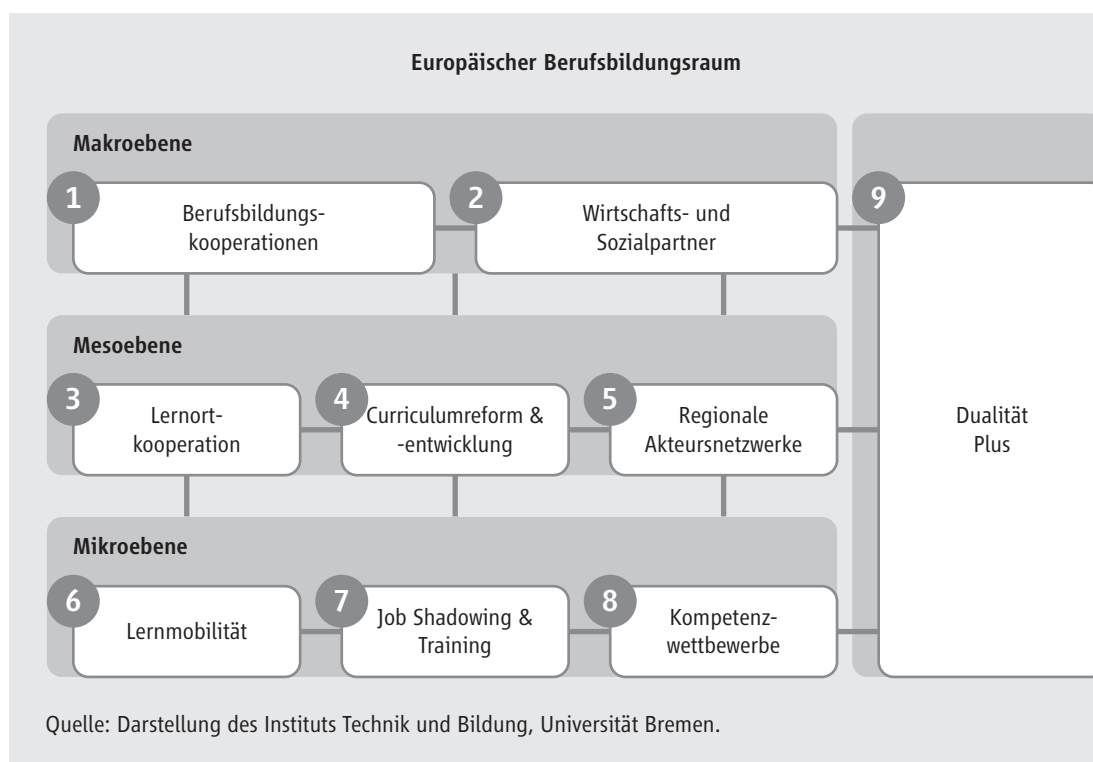 Europäischer Berufsbildungsraum
Makroebene
1
Berufsbildungs-
kooperationen
2
Wirtschafts- und
Sozialpartner
9
Dualität
Plus
Mesoebene
3
Lernort-
kooperation
4
Curriculumreform &
-entwicklung
5
Regionale
Akteursnetzwerke
Mikroebene
6
Lernmobilität
7
Job Shadowing &
Training
8
Kompetenz-
wettbewerbe
Quelle: Darstellung des Instituts Technik und Bildung, Universität Bremen.